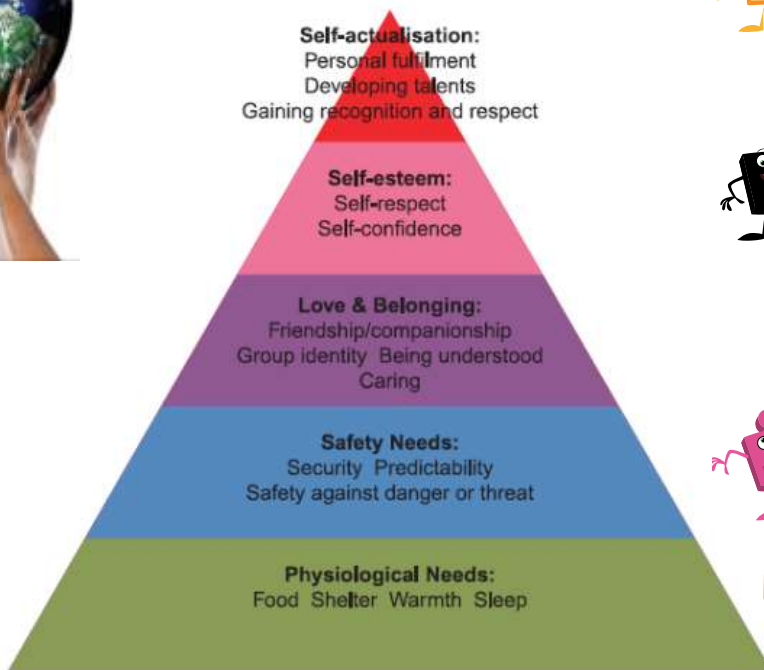 Self-actualisation:
Personal fulfilment
Developing talents
Gaining recognition and respect
Self-esteem:
Self-respect
Self-confidence
Love & Belonging:
Friendship/companionship
Group identity Being understood
Caring
Safety Needs:
Security Predictability
Safety against danger or threat
Physiological Needs:
Food Shelter Warmth Sleep